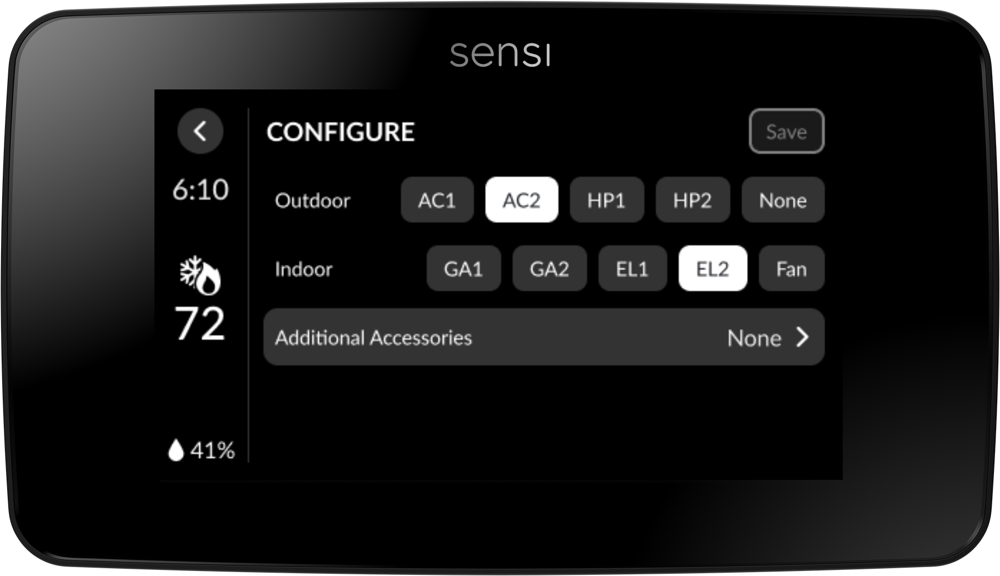 sensi
CONFIGURE
Save
6:10
Outdoor AC1 AC2 HP1 HP2 None
Indoor GA1 GA2 EL1 EL2 Fan
72
Additional Accessories None
41%